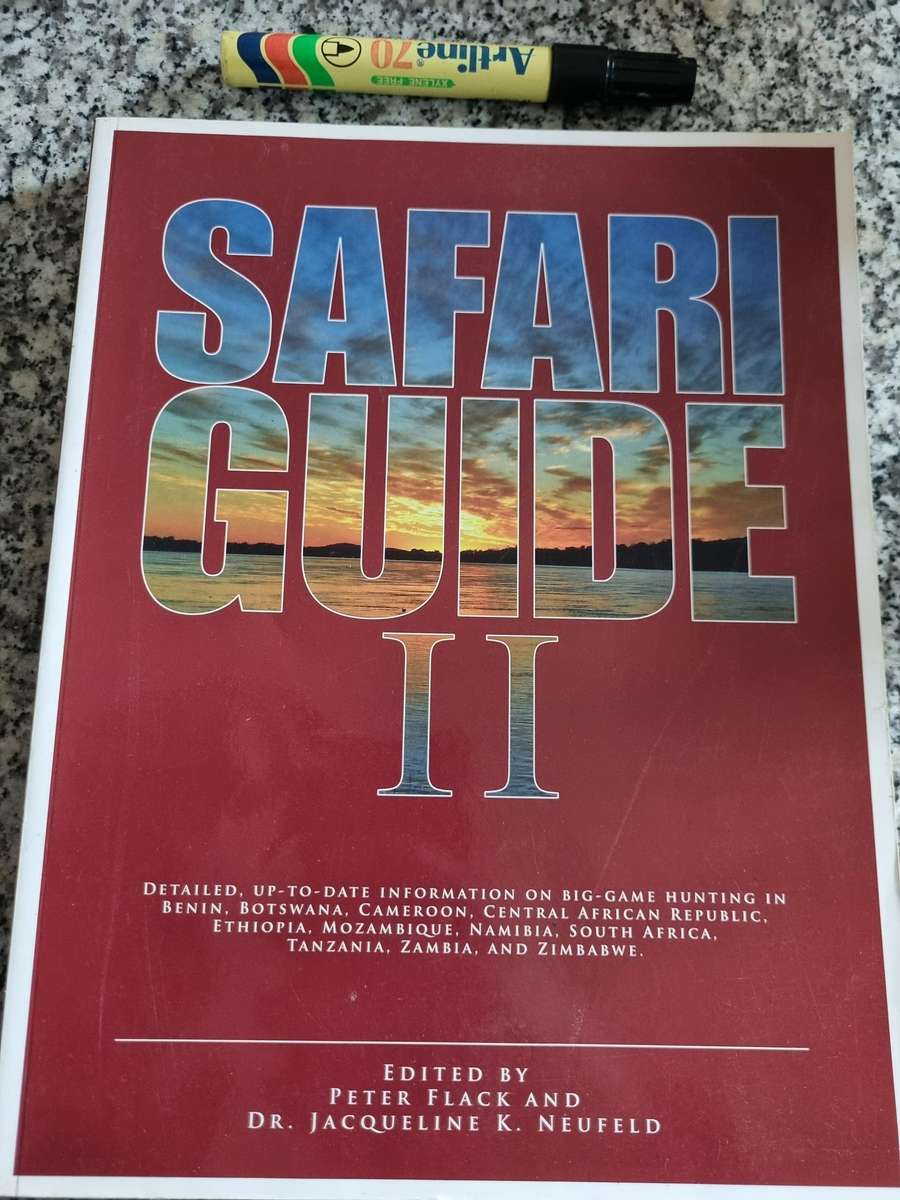 Artline® 70
XYLENE FREE
SAFARI
GUIDE
II
DETAILED, UP-TO-DATE INFORMATION ON BIG-GAME HUNTING IN
BENIN, BOTSWANA, CAMEROON, CENTRAL AFRICAN REPUBLIC,
ETHIOPIA, MOZAMBIQUE, NAMIBIA, SOUTH AFRICA,
TANZANIA, ZAMBIA, AND ZIMBABWE.
EDITED BY
PETER FLACK AND
DR. JACQUELINE K. NEUFELD